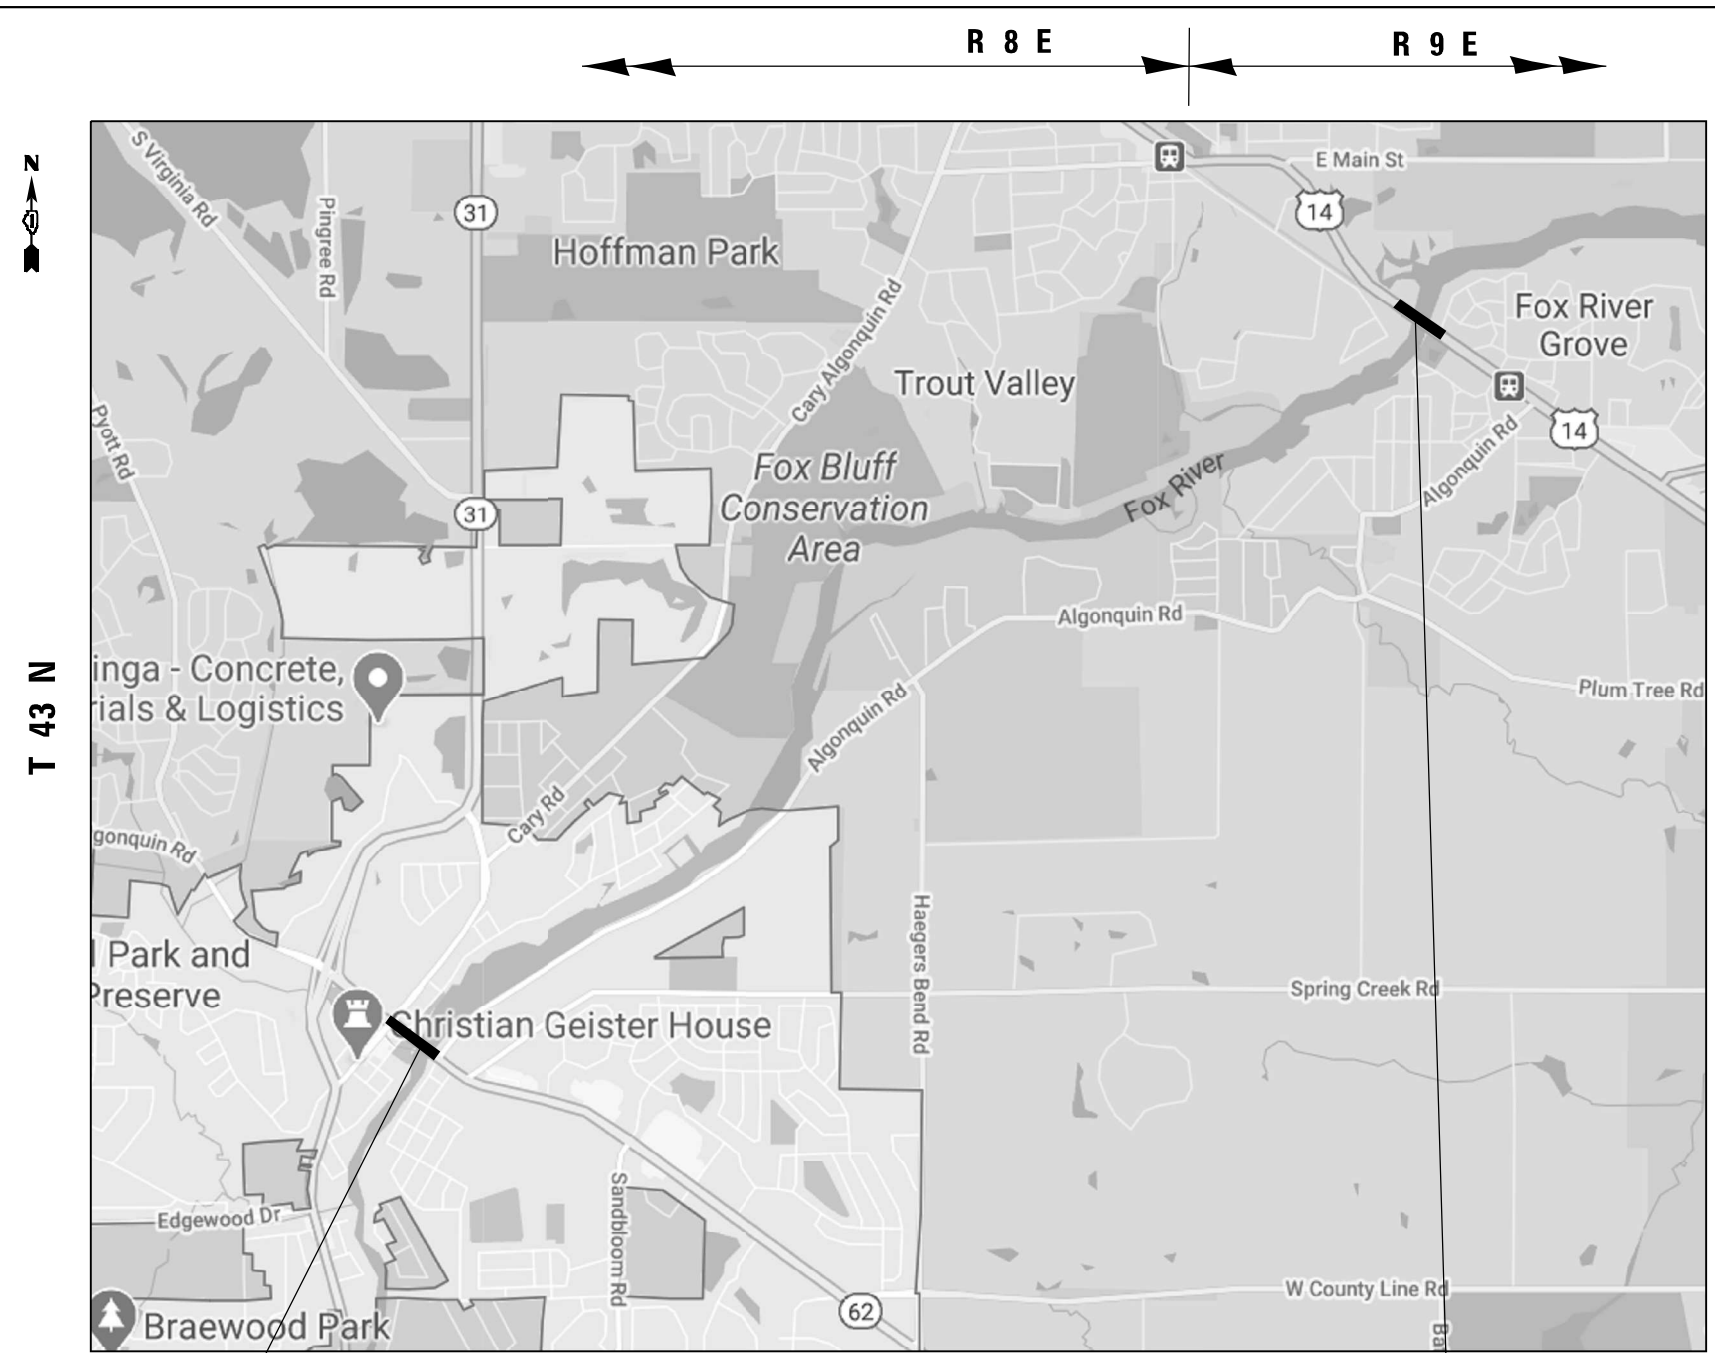 R 8 E
R 9 E
N
T 43 N
S Virginia Rd
Pingree Rd
31
E Main St
14
Hoffman Park
Cary Algonquin Rd
Fox River
Grove
Trout Valley
14
Algonquin Rd
Pyott Rd
Fox Bluff
Conservation
Area
Fox River
31
Algonquin Rd
inga - Concrete,
rials & Logistics
Plum Tree Rd
Algonquin Rd
Cary Rd
gonquin Rd
Haegers Bend Rd
l Park and
Preserve
Spring Creek Rd
Christian Geister House
Sandbloom Rd
Edgewood Dr
W County Line Rd
62
Braewood Park
Ba